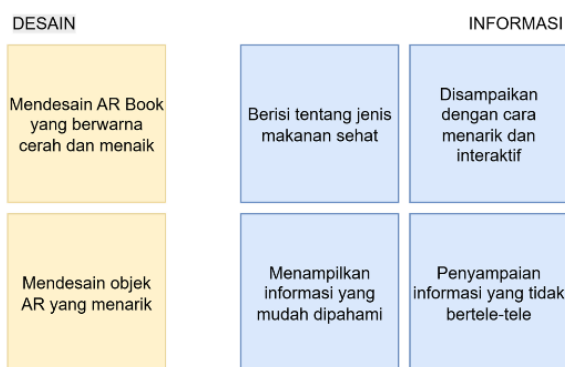 DESAIN
INFORMASI
Mendesain AR Book
yang berwarna
cerah dan menaik
Berisi tentang jenis
makanan sehat
Disampaikan
dengan cara
menarik dan
interaktif
Mendesain objek
AR yang menarik
Menampilkan
informasi yang
mudah dipahami
Penyampaian
informasi yang tidak
bertele-tele